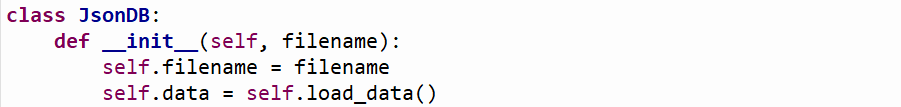 class JsonDB:
    def __init__(self, filename):
        self.filename = filename
        self.data = self.load_data()